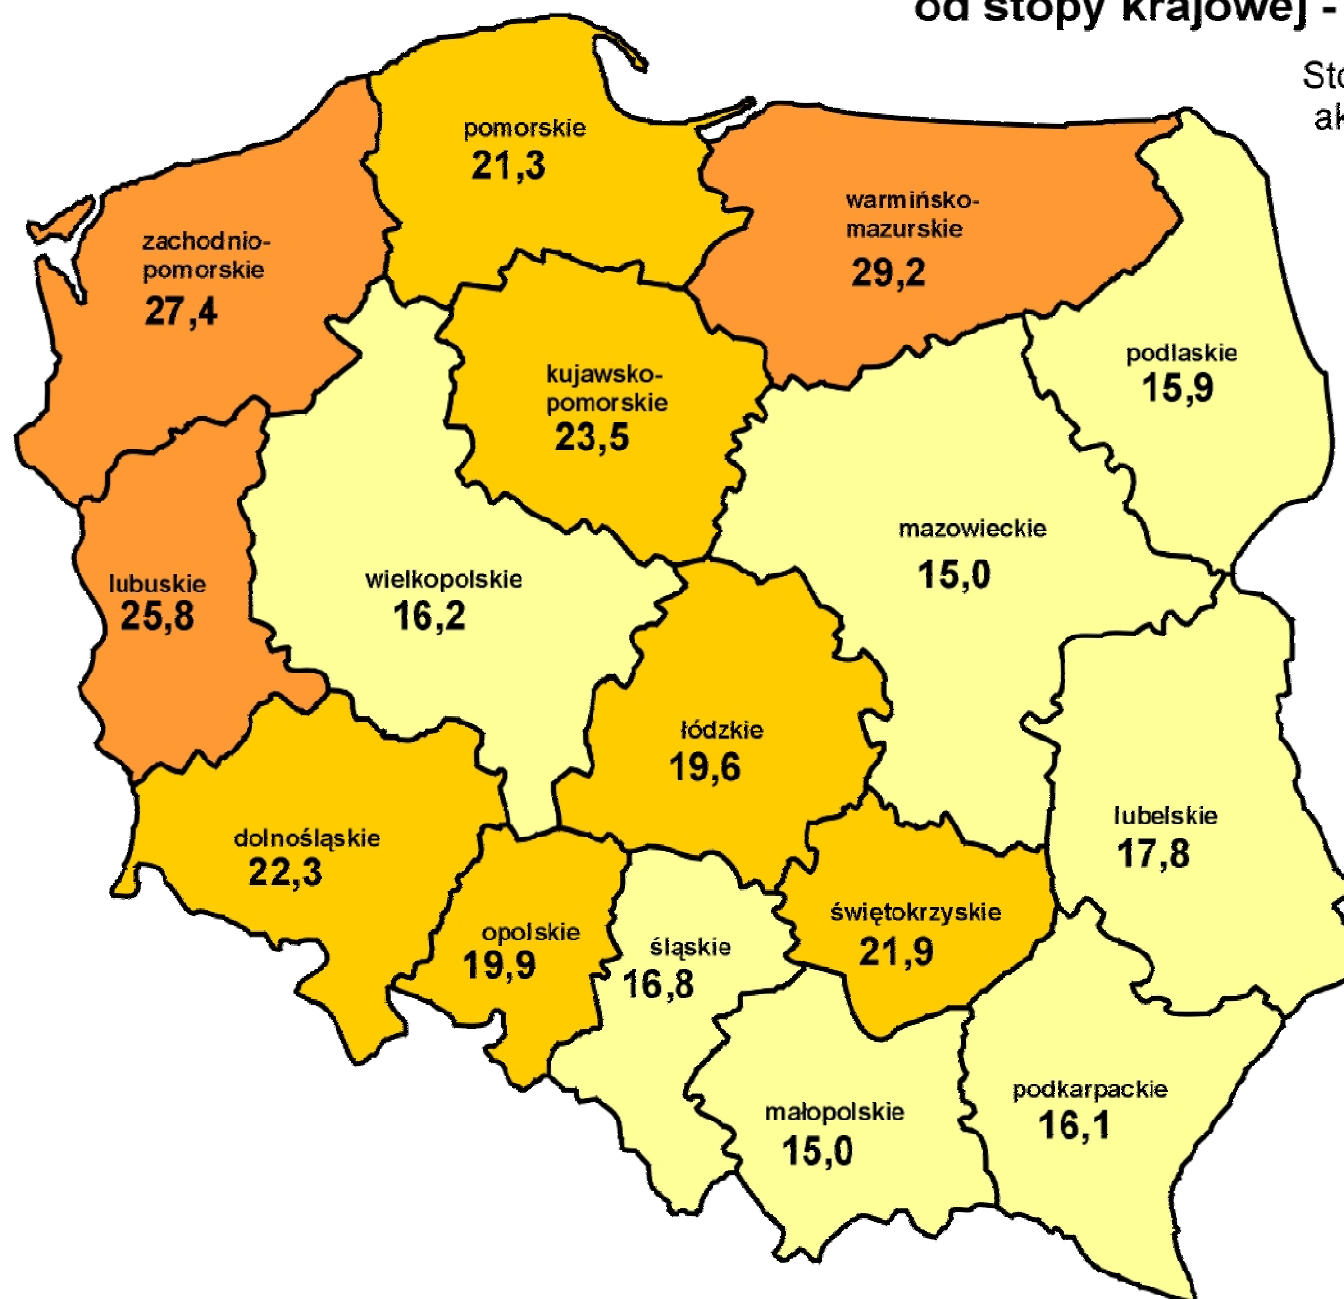 od stopy krajowej -
pomorskie
21,3
warmińsko-
mazurskie
29,2
zachodnio-
pomorskie
27,4
podlaskie
15,9
kujawsko-
pomorskie
23,5
mazowieckie
15,0
lubuskie
25,8
wielkopolskie
16,2
łódzkie
19,6
lubelskie
17,8
dolnośląskie
22,3
świętokrzyskie
21,9
opolskie
19,9
śląskie
16,8
podkarpackie
16,1
małopolskie
15,0